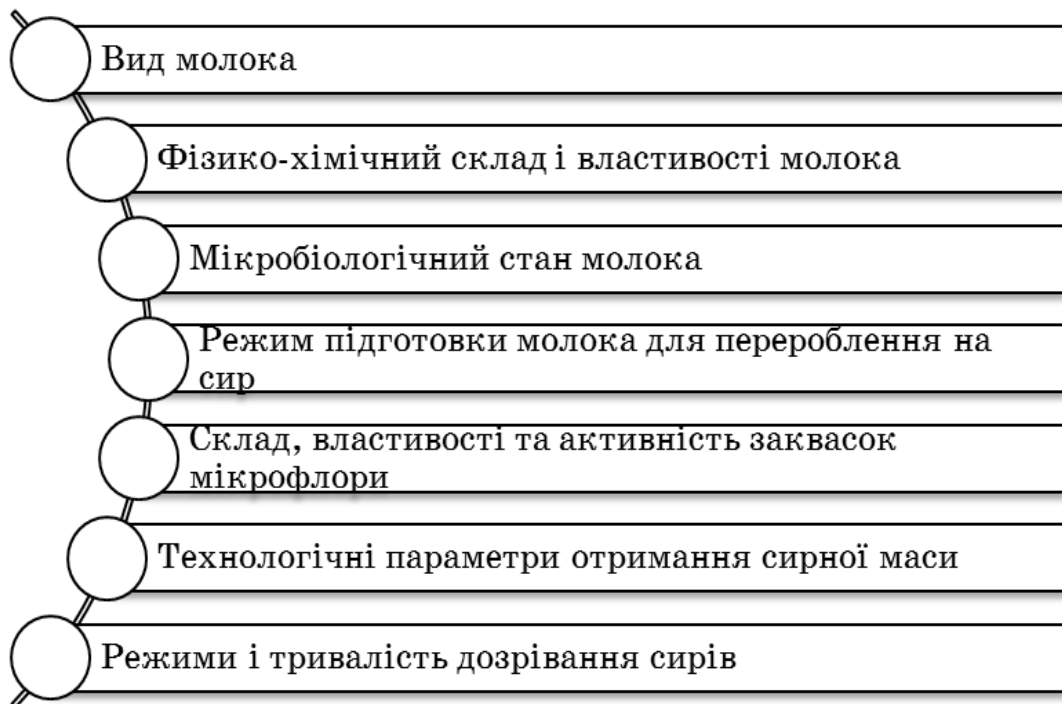 Вид молока
Фізико-хімічний склад і властивості молока
Мікробіологічний стан молока
Режим підготовки молока для перероблення на
сир
Склад, властивості та активність заквасок
мікрофлори
Технологічні параметри отримання сирної маси
Режими і тривалість дозрівання сирів